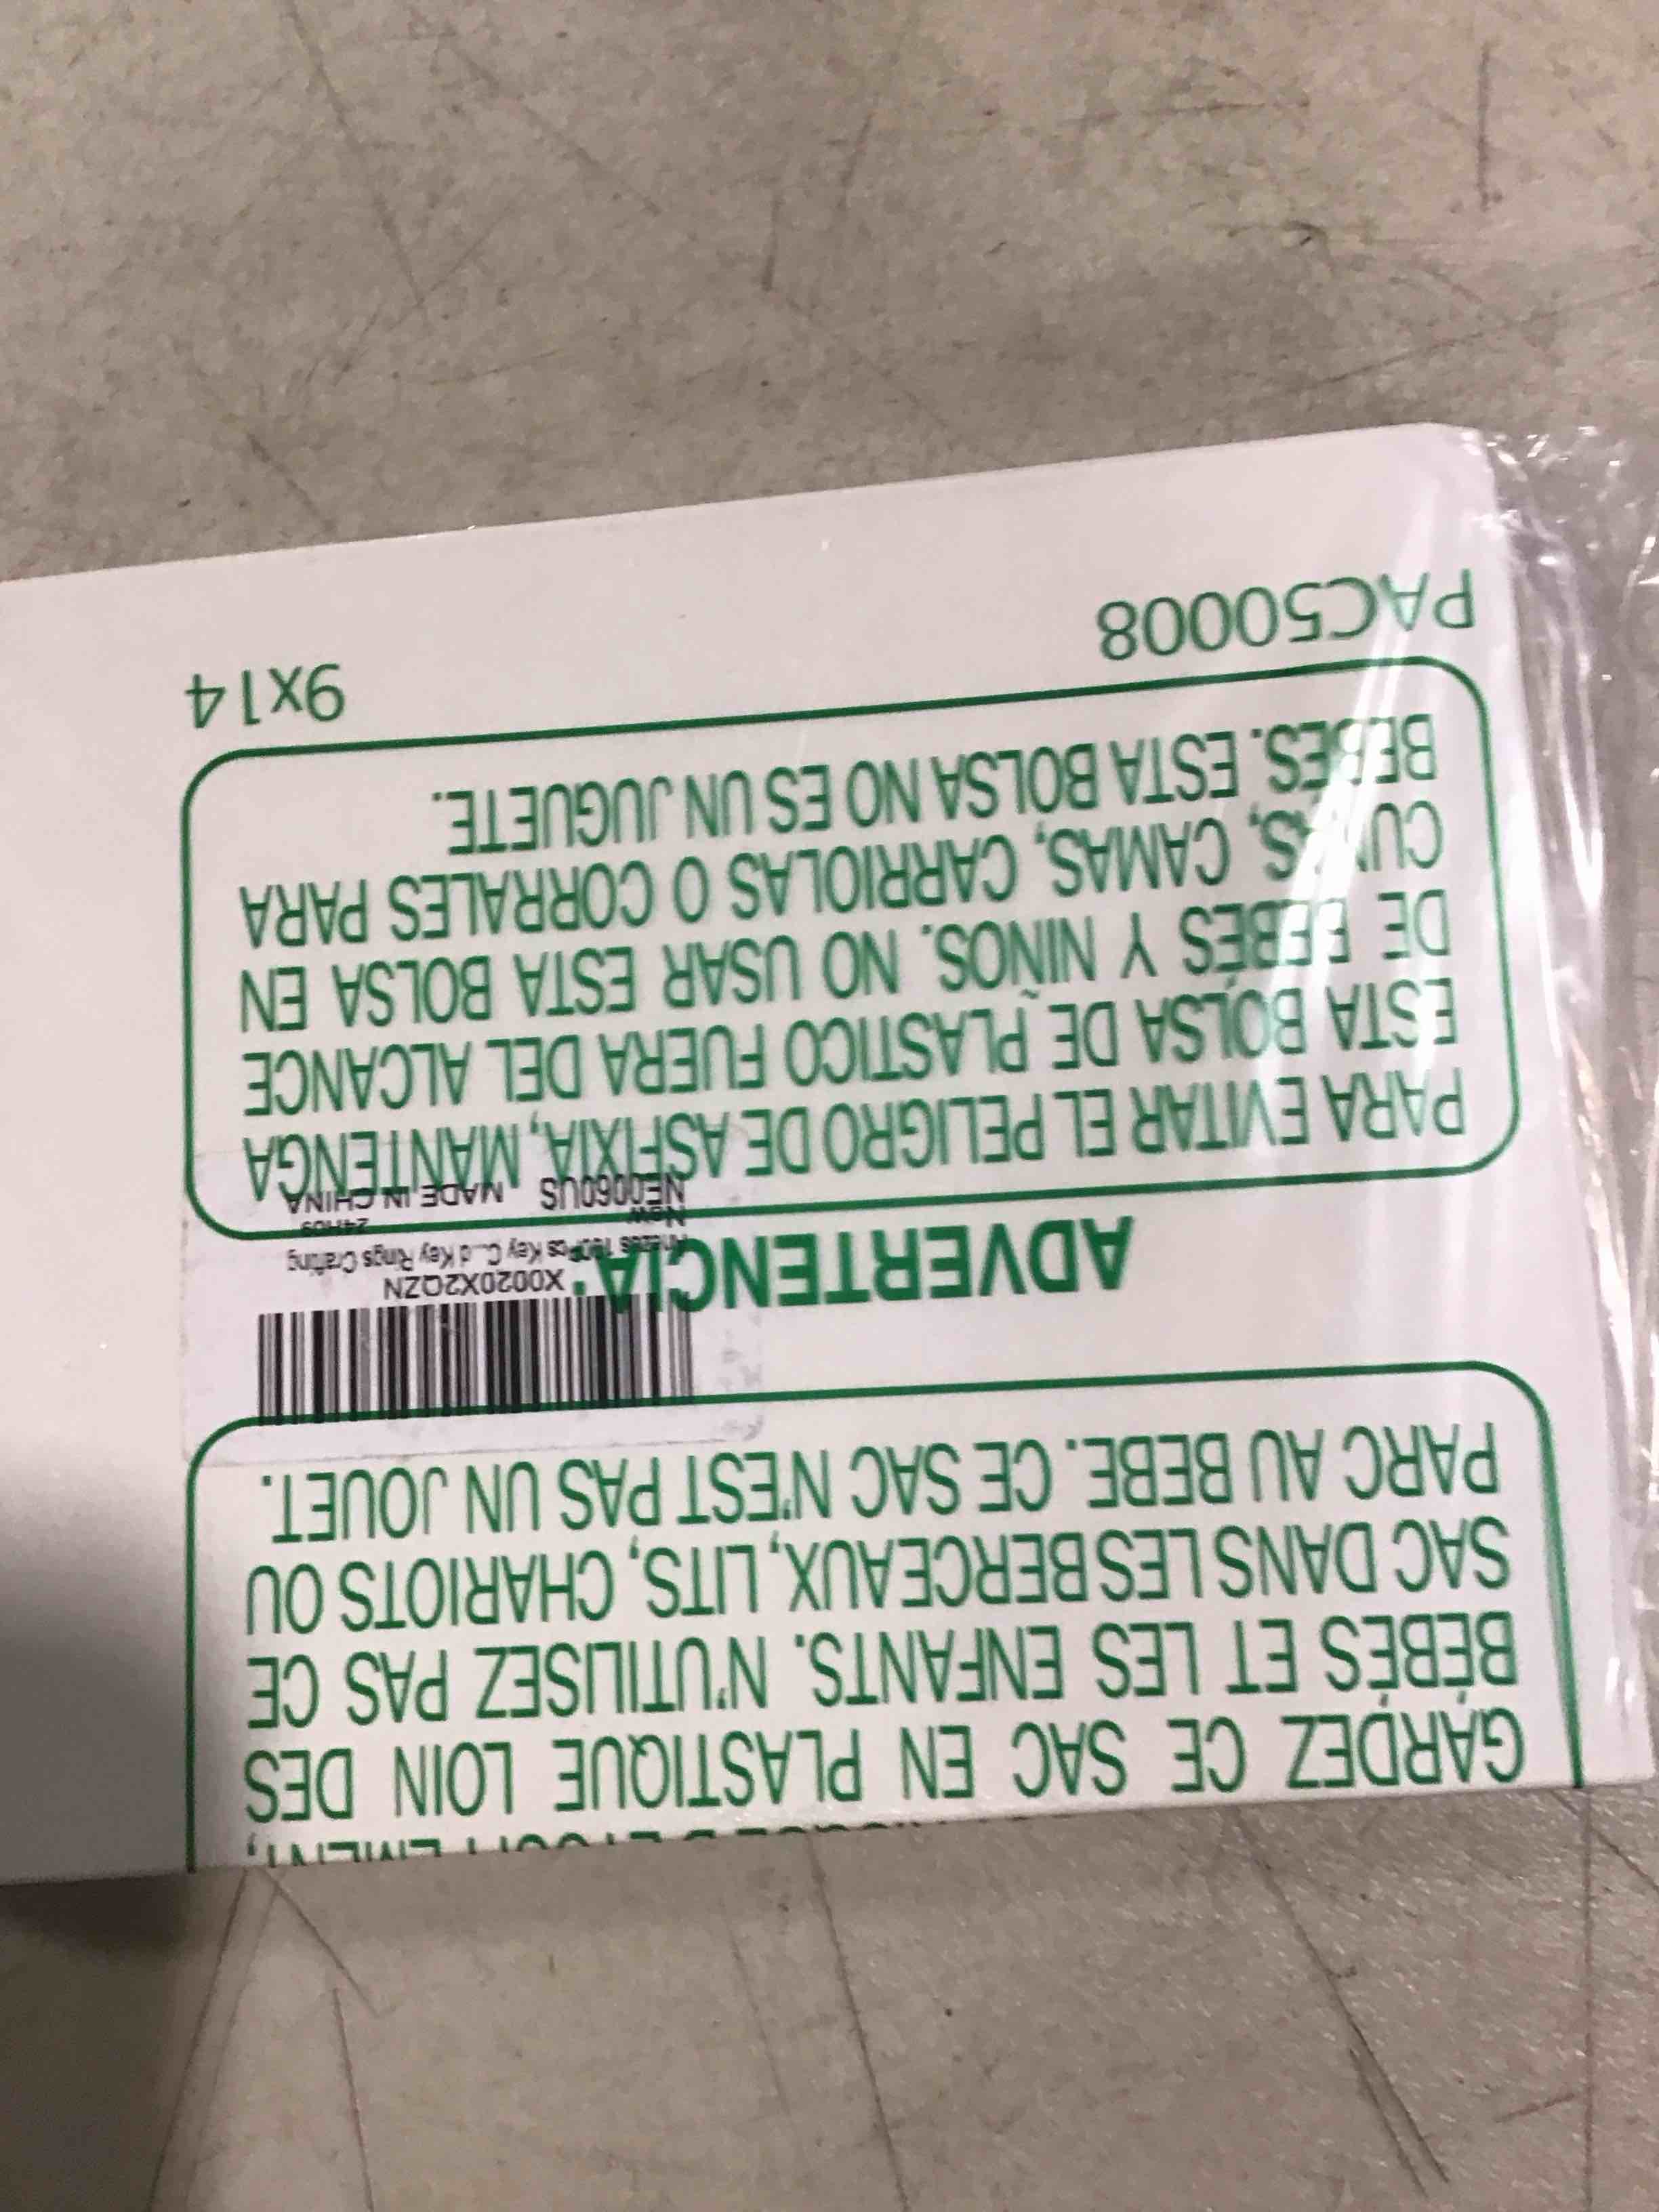 GARDEZ CE SAC EN PLASTIQUE LOIN DES
BÉBÉS ET LES ENFANTS. N'UTILISEZ PAS CE
SAC DANS LES BERCEAUX, LITS, CHARIOTS OU
PARC AU BEBE. CE SAC N'EST PAS UN JOUET.
X0020X2QZN
Key C...d Key Rings Crafting
New
24H09
NE0060US MADE IN CHINA
ADVERTENCIA:
PARA EVITAR EL PELIGRO DE ASFIXIA, MANTENGA
ESTA BOLSA DE PLASTICO FUERA DEL ALCANCE
DE BEBÉS Y NIÑOS. NO USAR ESTA BOLSA EN
CUNAS, CAMAS, CARRIOLAS O CORRALES PARA
BEBES. ESTA BOLSA NO ES UN JUGUETE.
PAC50008 9x14